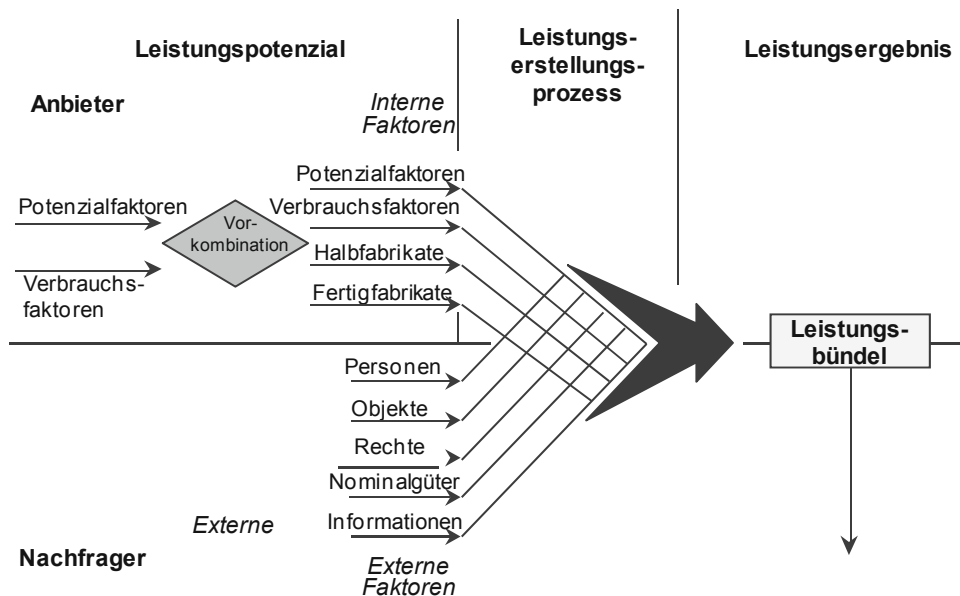 Leistungspotenzial
Leistungs-
erstellungs-
prozess
Leistungsergebnis
Anbieter
Interne
Faktoren
Potenzialfaktoren
Verbrauchs-
faktoren
Vor-
kombination
Potenzialfaktoren
Verbrauchsfaktoren
Halbfabrikate
Fertigfabrikate
Leistungs-
bündel
Personen
Objekte
Rechte
Nominalgüter
Informationen
Externe
Nachfrager
Externe
Faktoren